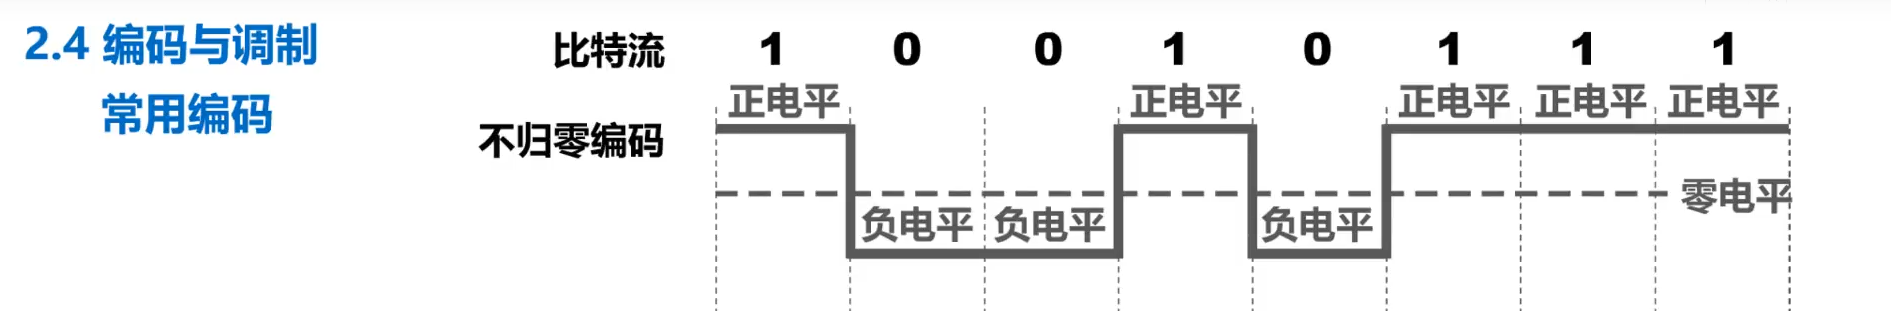 2.4 编码与调制
常用编码
比特流 1 0 0 1 0 1 1 1
正电平 正电平 正电平 正电平 正电平
不归零编码
零电平
负电平 负电平 负电平